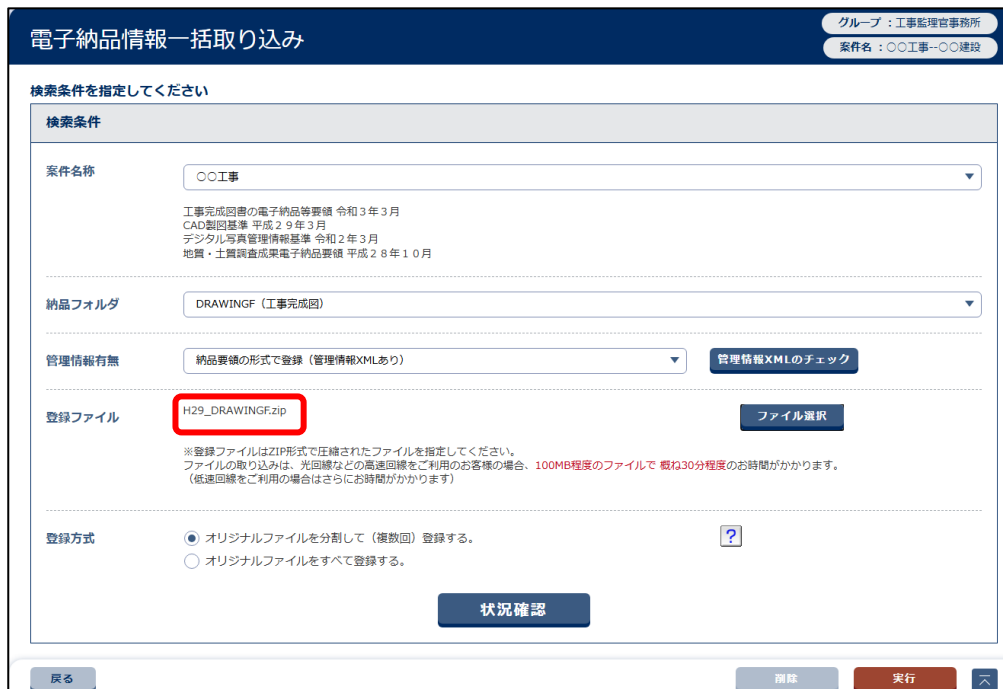 電子納品情報一括取り込み
グループ ：工事監理官事務所
案件名 ：○○工事--○○建設
検索条件を指定してください
検索条件
案件名称
○○工事
工事完成図書の電子納品等要領 令和３年３月
CAD製図基準 平成２９年３月
デジタル写真管理情報基準 令和２年３月
地質・土質調査成果電子納品要領 平成２８年１０月
納品フォルダ
DRAWINGF（工事完成図）
管理情報有無
納品要領の形式で登録（管理情報XMLあり）
管理情報XMLのチェック
登録ファイル
H29_DRAWINGF.zip
ファイル選択
※登録ファイルはZIP形式で圧縮されたファイルを指定してください。
ファイルの取り込みは、光回線などの高速回線をご利用のお客様の場合、100MB程度のファイルで 概ね30分程度のお時間がかかります。
（低速回線をご利用の場合はさらにお時間がかかります）
登録方式
オリジナルファイルを分割して（複数回）登録する。
?
オリジナルファイルをすべて登録する。
状況確認
戻る
削除
実行